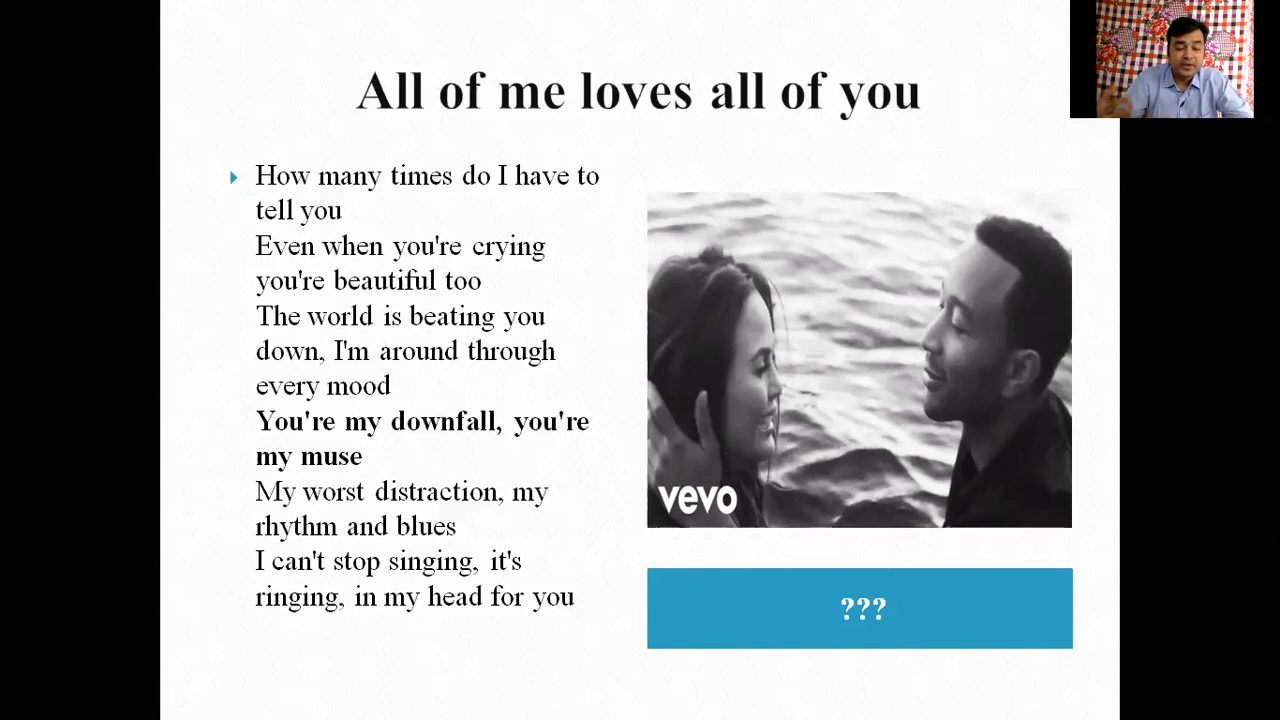 All of me loves all of you
How many times do I have to
tell you
Even when you're crying
you're beautiful too
The world is beating you
down, I'm around through
every mood
You're my downfall, you're
my muse
My worst distraction, my
rhythm and blues
I can't stop singing, it's
ringing, in my head for you
vevo
???